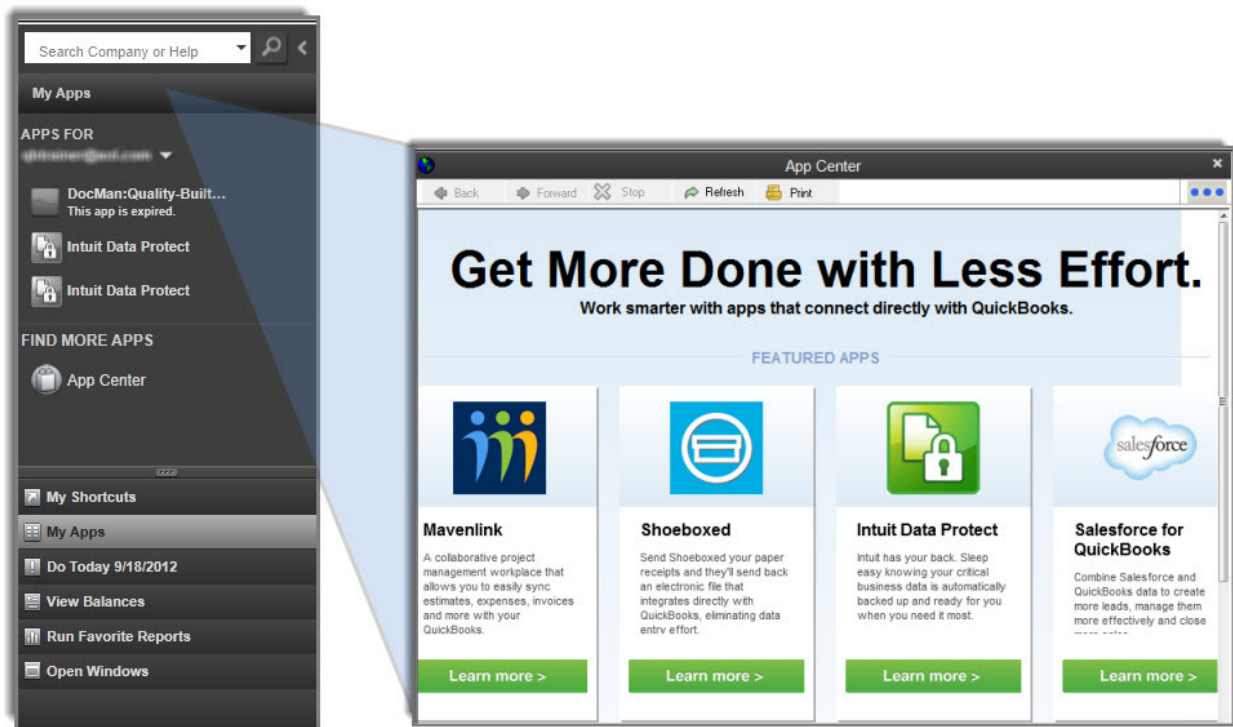 Search Company or Help
My Apps
APPS FOR
DocMan:Quality-Built...
This app is expired.
Intuit Data Protect
Intuit Data Protect
FIND MORE APPS
App Center
My Shortcuts
My Apps
Do Today 9/18/2012
View Balances
Run Favorite Reports
Open Windows
App Center
Back Forward Stop Refresh Print
Get More Done with Less Effort.
Work smarter with apps that connect directly with QuickBooks.
FEATURED APPS
Mavenlink
A collaborative project
management workplace that
allows you to easily sync
estimates, expenses, invoices
and more with your
QuickBooks.
Learn more >
Shoeboxed
Send Shoeboxed your paper
receipts and they'll send back
an electronic file that
integrates directly with
QuickBooks, eliminating data
entry effort.
Learn more >
Intuit Data Protect
Intuit has your back. Sleep
easy knowing your critical
business data is automatically
backed up and ready for you
when you need it most.
Learn more >
salesforce
Salesforce for
QuickBooks
Combine Salesforce and
QuickBooks data to create
more leads, manage them
more effectively and close
more sales
Learn more >